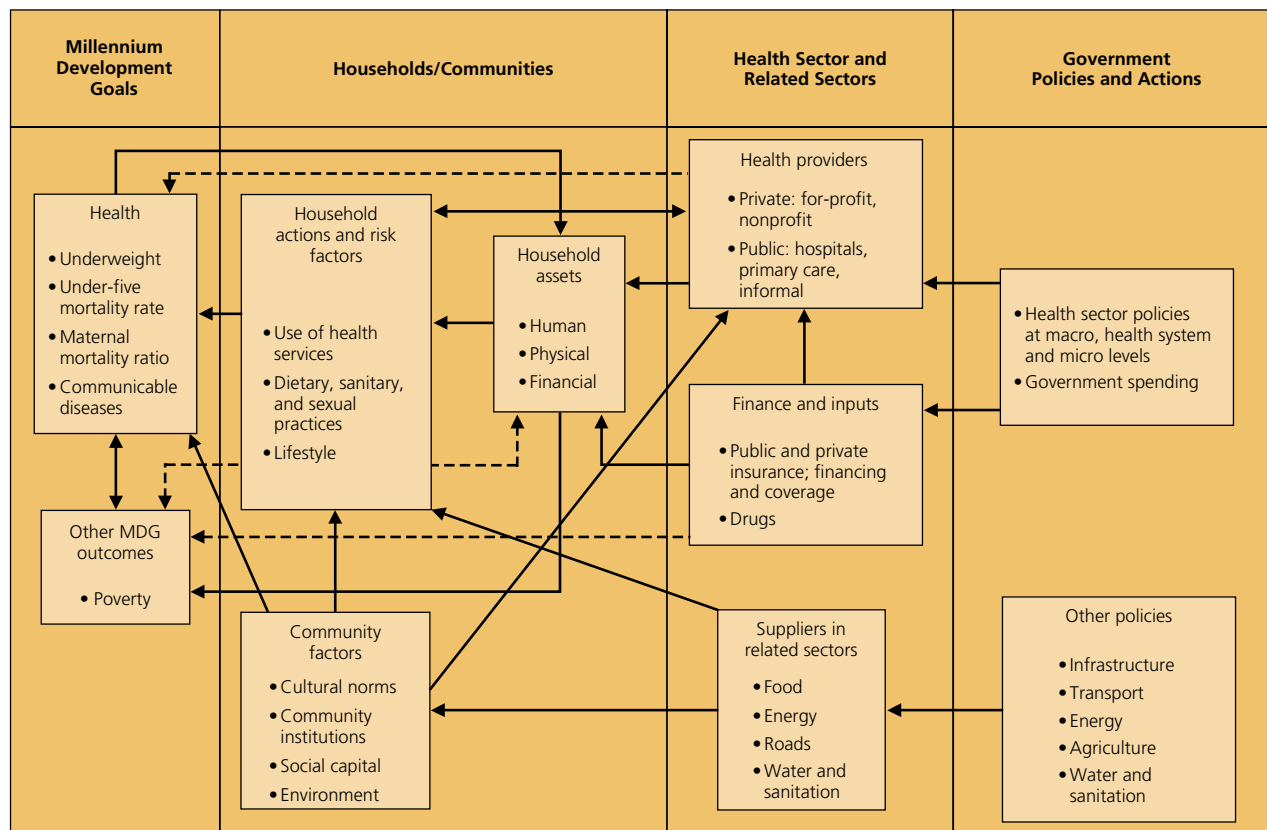 Millennium
Development
Goals
Households/Communities
Health Sector and
Related Sectors
Government
Policies and Actions
Health
• Underweight
• Under-five
mortality rate
• Maternal
mortality ratio
• Communicable
diseases
Other MDG
outcomes
• Poverty
Household
actions and risk
factors
• Use of health
services
• Dietary, sanitary,
and sexual
practices
• Lifestyle
Household
assets
• Human
• Physical
• Financial
Community
factors
• Cultural norms
• Community
institutions
• Social capital
• Environment
Health providers
• Private: for-profit,
nonprofit
• Public: hospitals,
primary care,
informal
Finance and inputs
• Public and private
insurance; financing
and coverage
• Drugs
Suppliers in
related sectors
• Food
• Energy
• Roads
• Water and
sanitation
• Health sector policies
at macro, health system
and micro levels
• Government spending
Other policies
• Infrastructure
• Transport
• Energy
• Agriculture
• Water and
sanitation